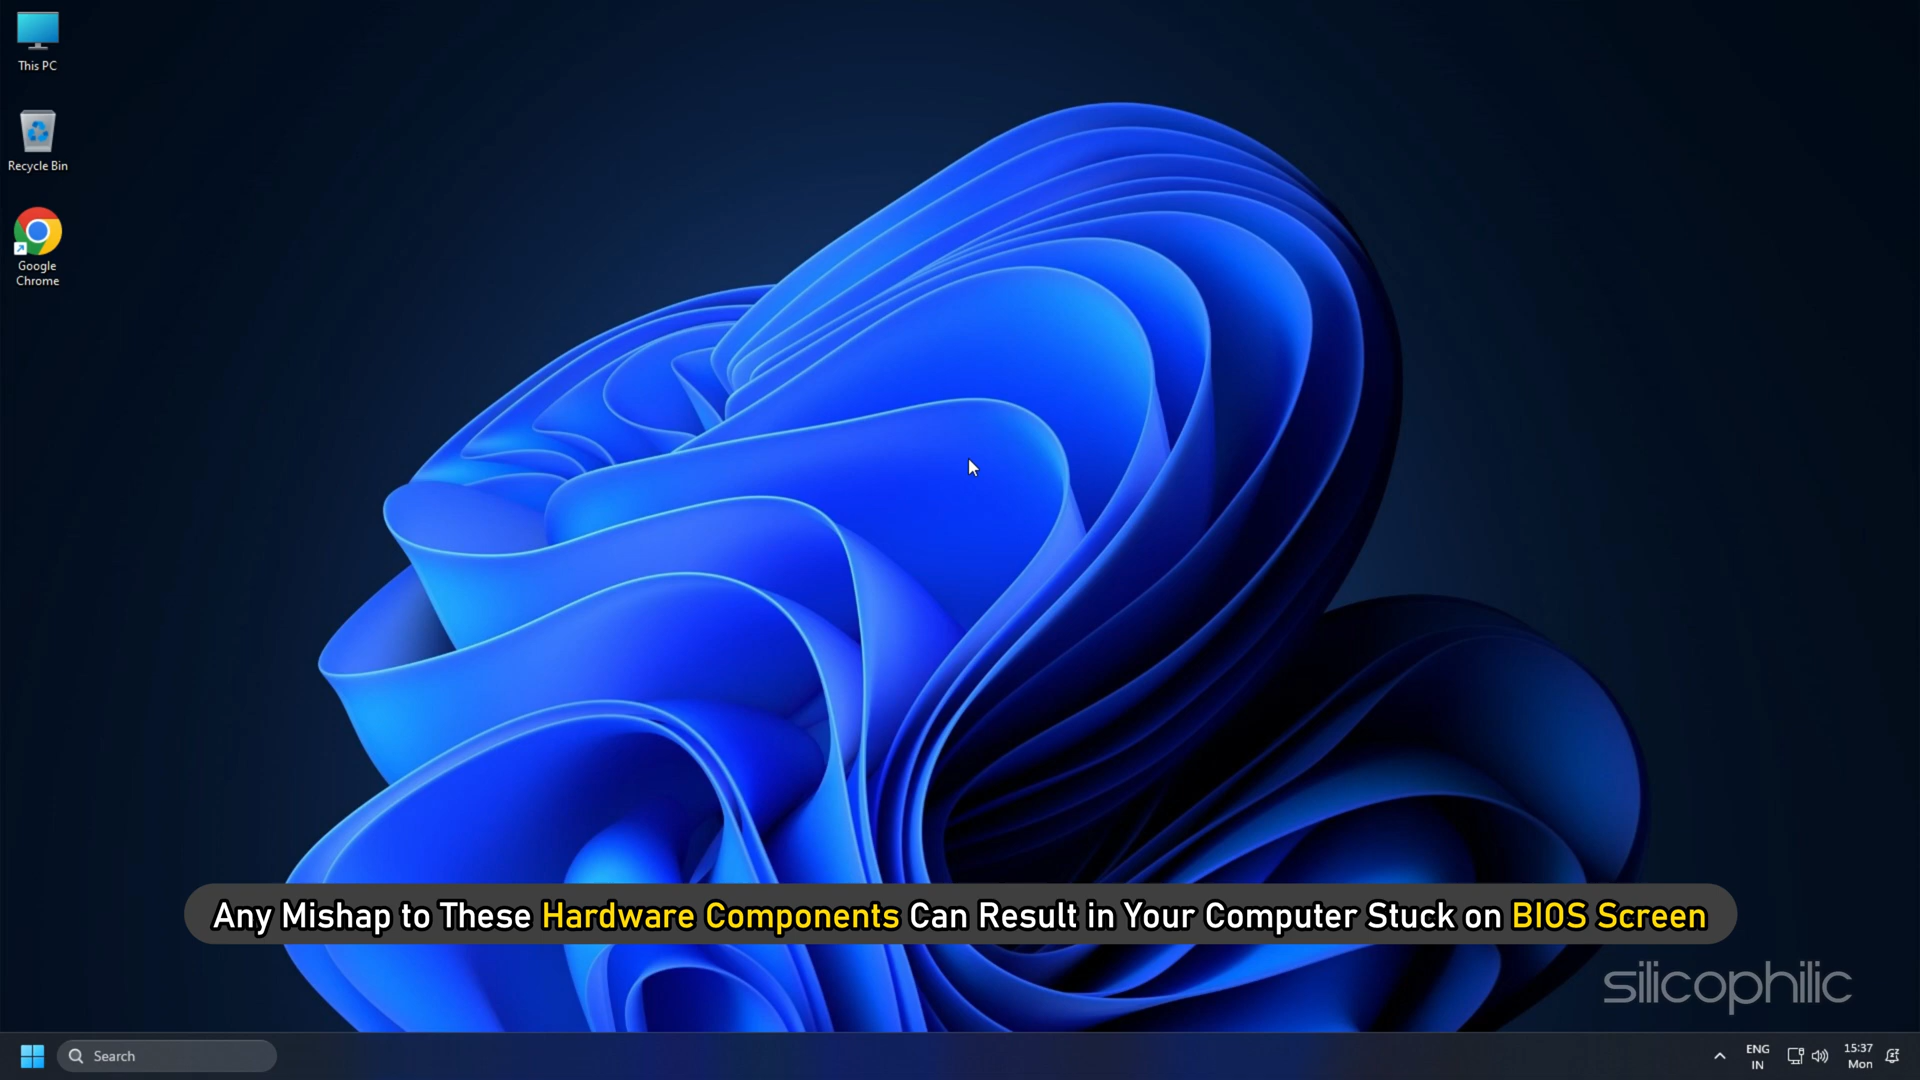 This PC
Recycle Bin
Google
Chrome
Any Mishap to These Hardware Components Can Result in Your Computer Stuck on BIOS Screen
silicophilic
Search
ENG
IN
15:37
Mon